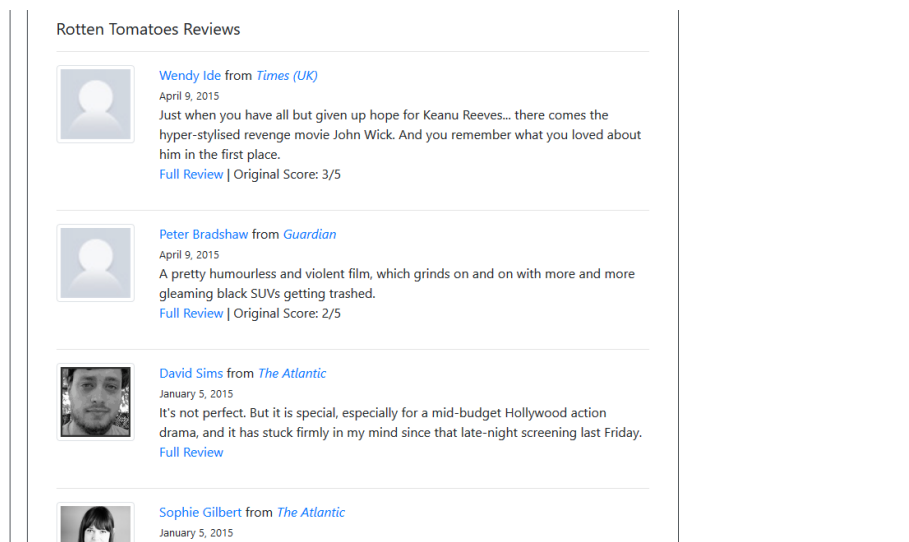 Rotten Tomatoes Reviews
Wendy Ide from Times (UK)
April 9, 2015
Just when you have all but given up hope for Keanu Reeves... there comes the
hyper-stylised revenge movie John Wick. And you remember what you loved about
him in the first place.
Full Review | Original Score: 3/5
Peter Bradshaw from Guardian
April 9, 2015
A pretty humourless and violent film, which grinds on and on with more and more
gleaming black SUVs getting trashed.
Full Review | Original Score: 2/5
David Sims from The Atlantic
January 5, 2015
It's not perfect. But it is special, especially for a mid-budget Hollywood action
drama, and it has stuck firmly in my mind since that late-night screening last Friday.
Full Review
Sophie Gilbert from The Atlantic
January 5, 2015